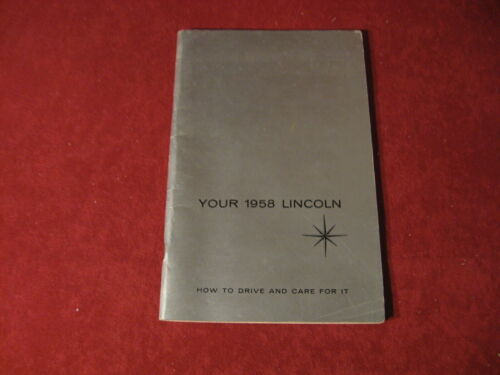 YOUR 1958 LINCOLN
HOW TO DRIVE AND CARE FOR IT